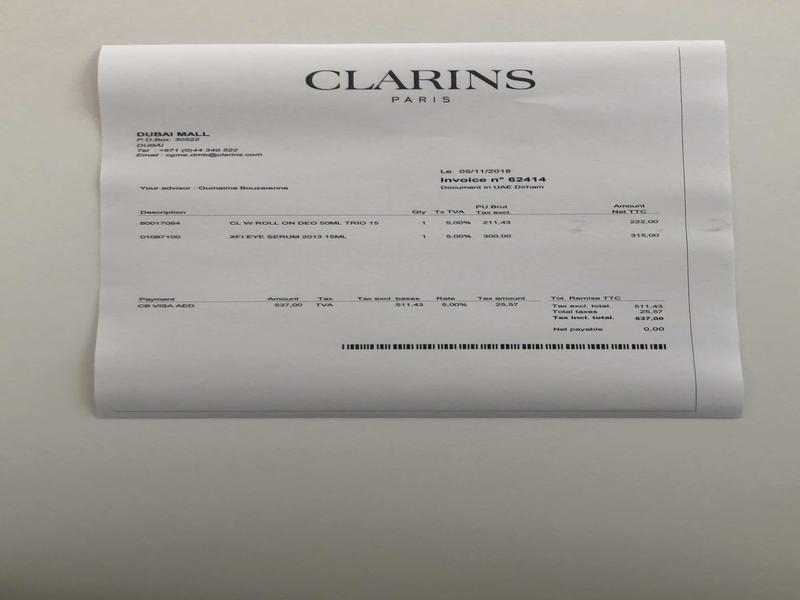 CLARINS
PARIS
DUBAI MALL
P.O.Box: 30522
DUBAI
Tel : +971 (0)44 340 522
Email : ogme.dmb@clarins.com
Le 05/11/2018
Invoice n° 62414
Document in UAE Dirham
Your advisor : Oumaima Bouzaienne
Description Qty Tx TVA PU Brut Tax excl. Amount Net TTC
80017084 CL W ROLL ON DEO 50ML TRIO 15 1 5,00% 211,43 222,00
01087100 XFI EYE SERUM 2013 15ML 1 5,00% 300,00 315,00
Payment Amount Tax Tax excl. bases Rate Tax amount Tot. Remise TTC
CB VISA AED 537,00 TVA 511,43 5,00% 25,57 Tax excl. total. 511,43
Total taxes 25,57
Tax incl. total. 537,00
Net payable 0,00